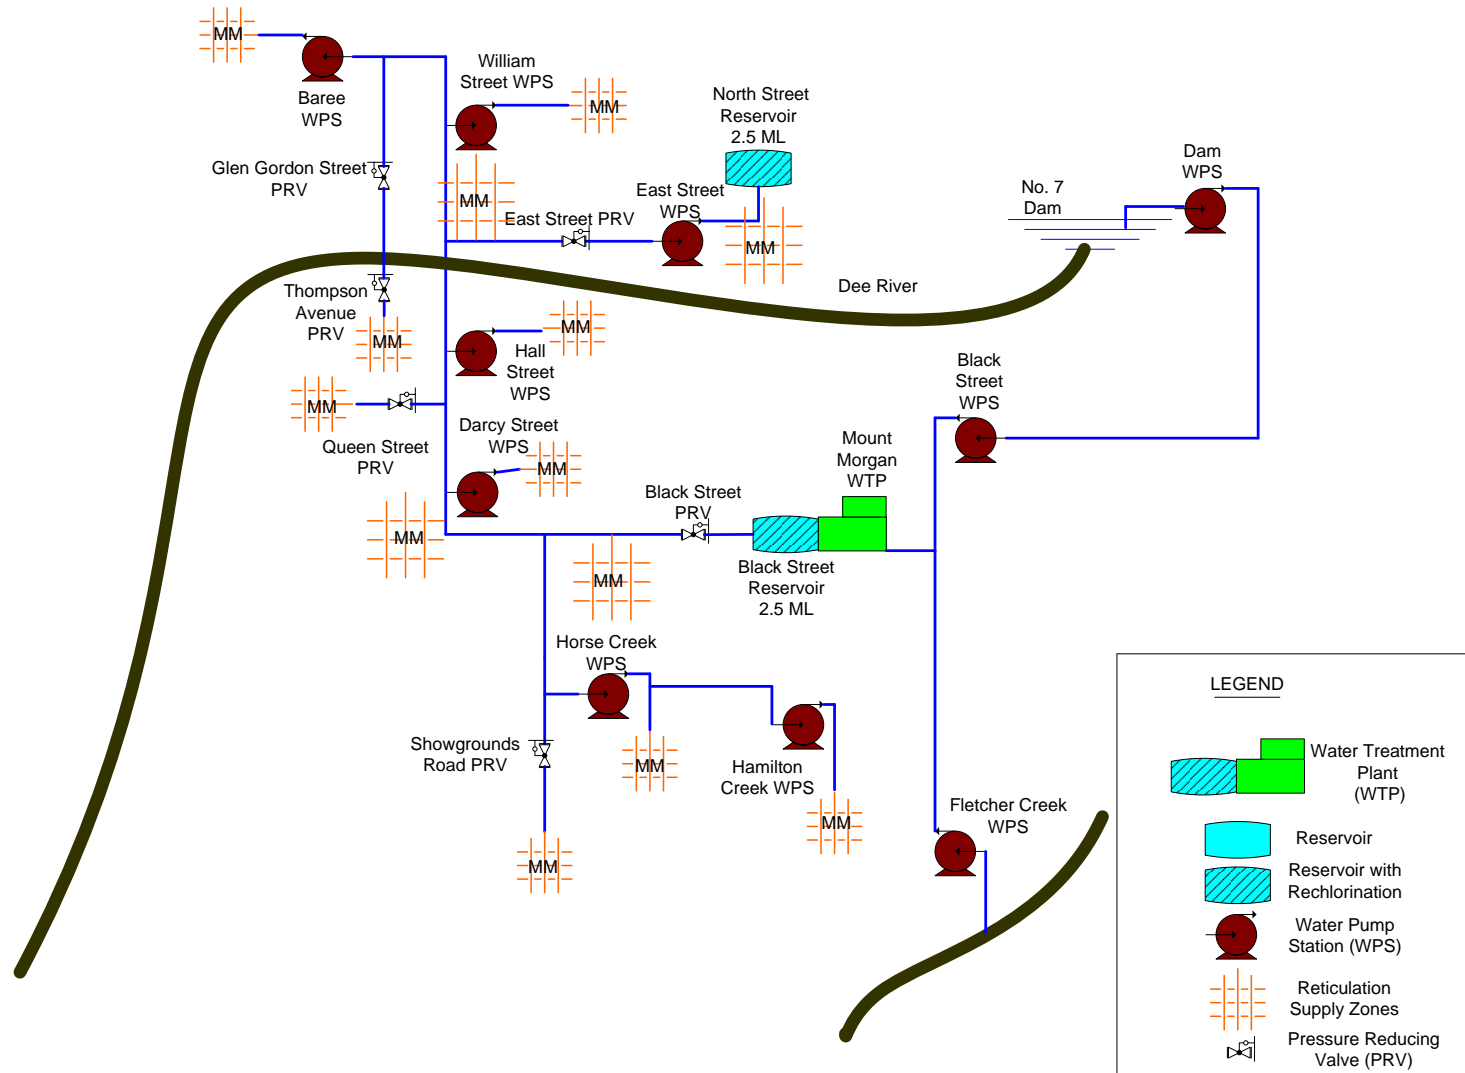 MM
Baree
WPS
William
Street WPS
MM
North Street
Reservoir
2.5 ML
Glen Gordon Street
PRV
MM
East Street PRV
East Street
WPS
MM
No. 7
Dam
Dam
WPS
Dee River
Thompson
Avenue
PRV
MM
MM
Hall
Street
WPS
MM
Queen Street
PRV
Darcy Street
WPS
MM
MM
Black Street
PRV
Mount
Morgan
WTP
Black
Street
WPS
Black Street
Reservoir
2.5 ML
MM
Horse Creek
WPS
Showgrounds
Road PRV
MM
Hamilton
Creek WPS
MM
MM
Fletcher Creek
WPS
LEGEND
Water Treatment
Plant
(WTP)
Reservoir
Reservoir with
Rechlorination
Water Pump
Station (WPS)
Reticulation
Supply Zones
Pressure Reducing
Valve (PRV)